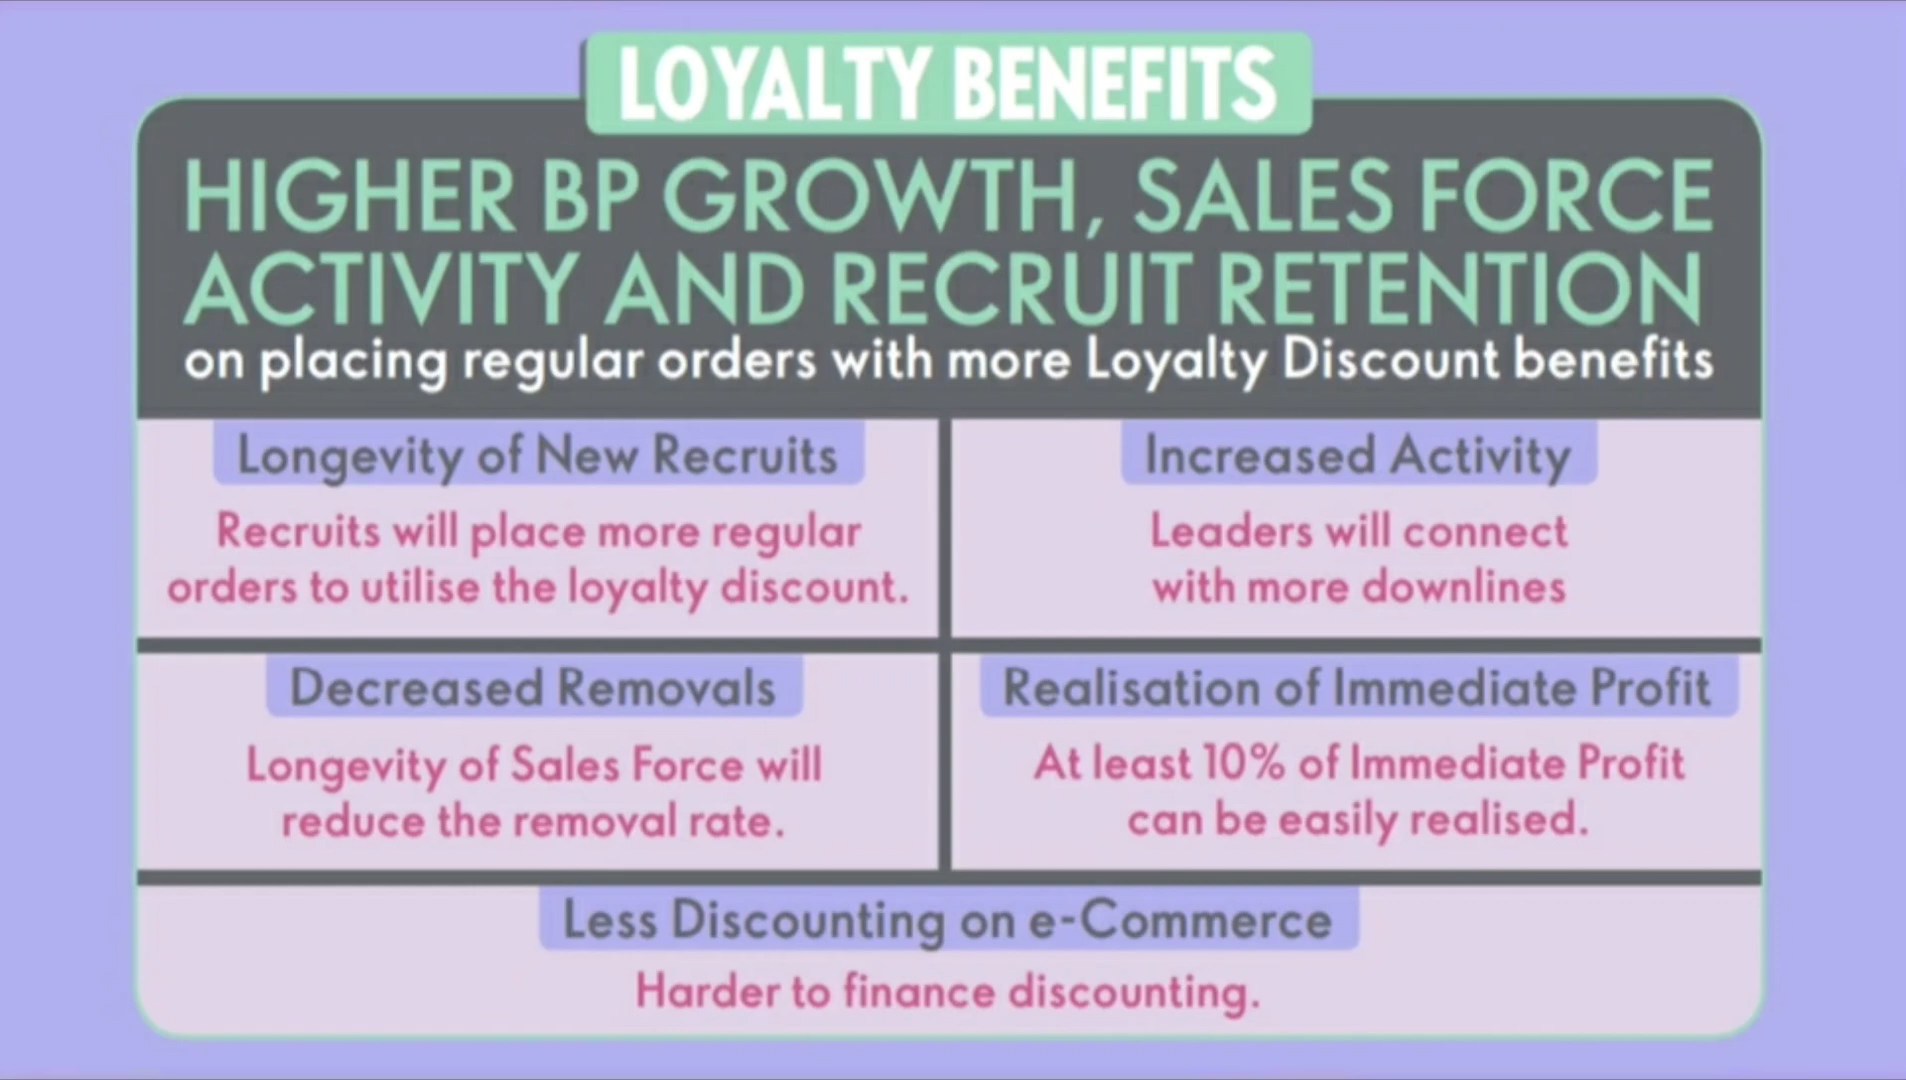 LOYALTY BENEFITS
HIGHER BP GROWTH, SALES FORCE
ACTIVITY AND RECRUIT RETENTION
on placing regular orders with more Loyalty Discount benefits
Longevity of New Recruits
Recruits will place more regular
orders to utilise the loyalty discount.
Increased Activity
Leaders will connect
with more downlines
Decreased Removals
Longevity of Sales Force will
reduce the removal rate.
Realisation of Immediate Profit
At least 10% of Immediate Profit
can be easily realised.
Less Discounting on e-Commerce
Harder to finance discounting.